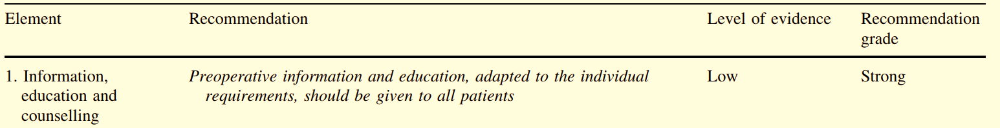 Element Recommendation Level of evidence Recommendation
grade
1. Information, Preoperative information and education, adapted to the individual Low Strong
education and requirements, should be given to all patients
counselling